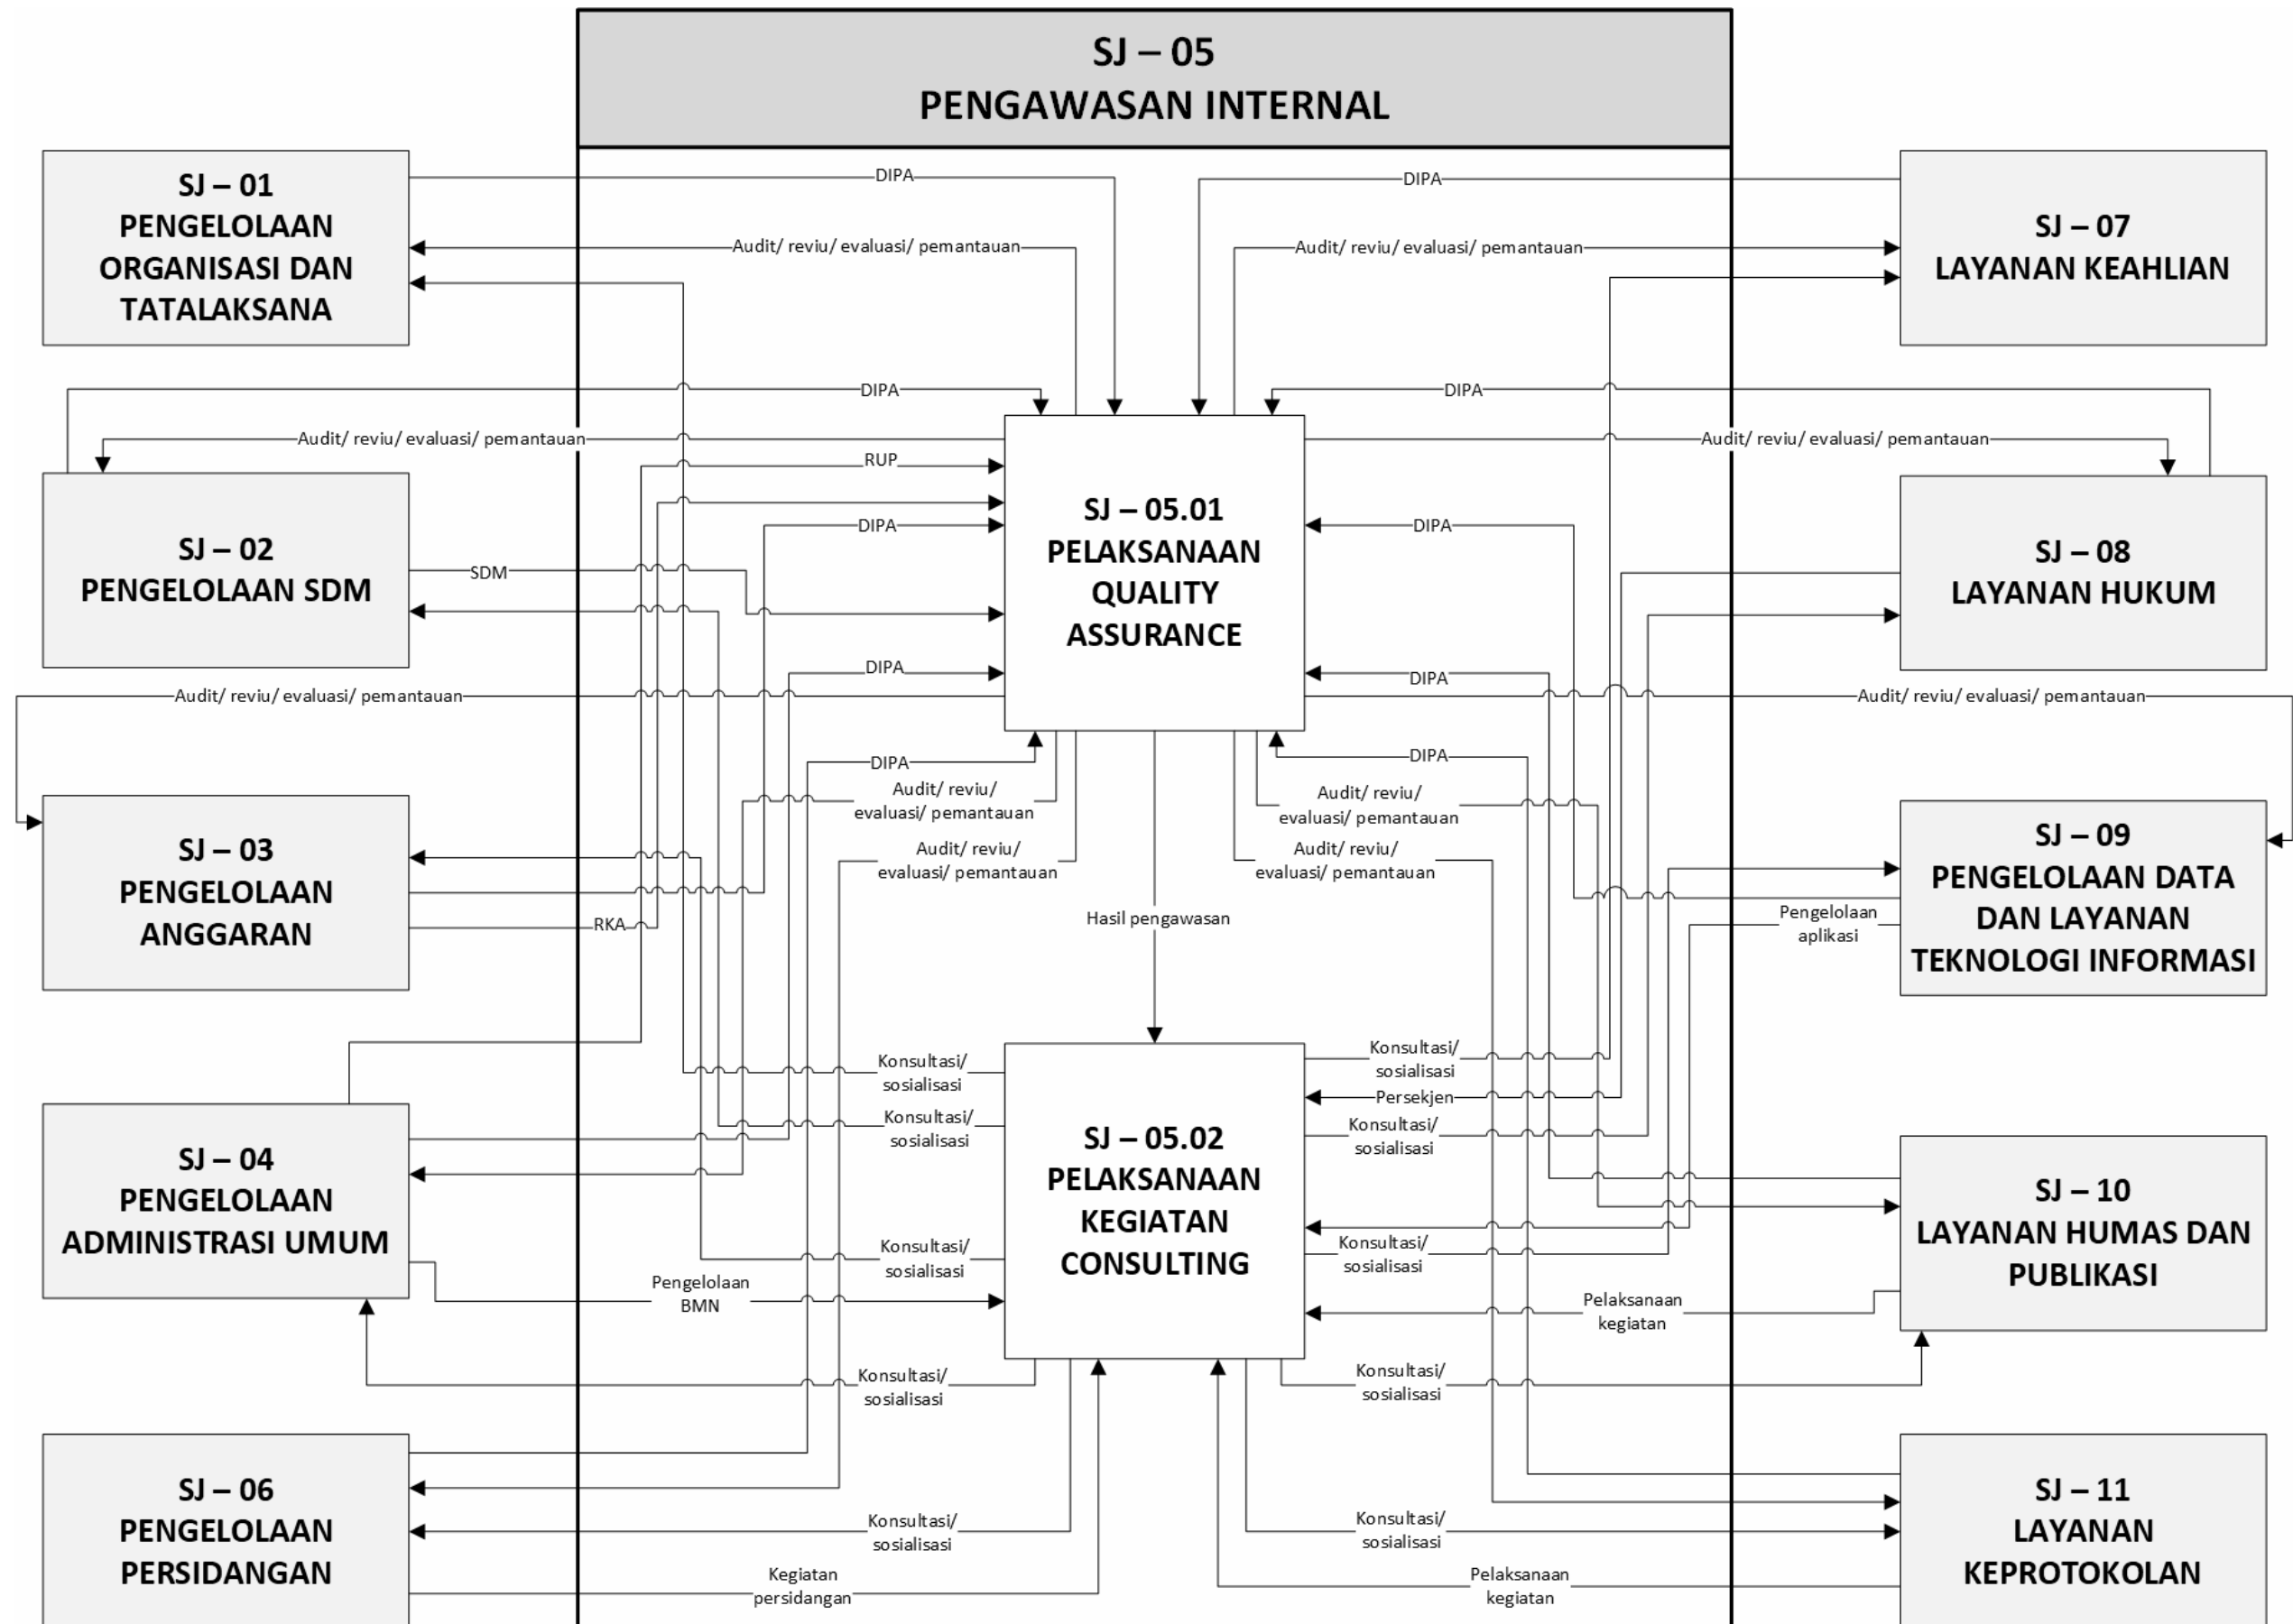 SJ – 05
PENGAWASAN INTERNAL
SJ – 01
PENGELOLAAN
ORGANISASI DAN
TATALAKSANA
DIPA
Audit/ reviu/ evaluasi/ pemantauan
DIPA
Audit/ reviu/ evaluasi/ pemantauan
SJ – 07
LAYANAN KEAHLIAN
DIPA
Audit/ reviu/ evaluasi/ pemantauan
RUP
DIPA
Audit/ reviu/ evaluasi/ pemantauan
SJ – 02
PENGELOLAAN SDM
SDM
DIPA
DIPA
SJ – 05.01
PELAKSANAAN
QUALITY
ASSURANCE
DIPA
DIPA
SJ – 08
LAYANAN HUKUM
Audit/ reviu/ evaluasi/ pemantauan
Audit/ reviu/ evaluasi/ pemantauan
DIPA
Audit/ reviu/
evaluasi/ pemantauan
Audit/ reviu/
evaluasi/ pemantauan
DIPA
Audit/ reviu/
evaluasi/ pemantauan
Audit/ reviu/
evaluasi/ pemantauan
SJ – 03
PENGELOLAAN
ANGGARAN
RKA
Hasil pengawasan
Pengelolaan
aplikasi
SJ – 09
PENGELOLAAN DATA
DAN LAYANAN
TEKNOLOGI INFORMASI
SJ – 04
PENGELOLAAN
ADMINISTRASI UMUM
Konsultasi/
sosialisasi
Konsultasi/
sosialisasi
Konsultasi/
sosialisasi
Pengelolaan
BMN
Konsultasi/
sosialisasi
SJ – 05.02
PELAKSANAAN
KEGIATAN
CONSULTING
Konsultasi/
sosialisasi
Persekjen
Konsultasi/
sosialisasi
Konsultasi/
sosialisasi
Pelaksanaan
kegiatan
Konsultasi/
sosialisasi
SJ – 10
LAYANAN HUMAS DAN
PUBLIKASI
SJ – 06
PENGELOLAAN
PERSIDANGAN
Konsultasi/
sosialisasi
Kegiatan
persidangan
Konsultasi/
sosialisasi
Pelaksanaan
kegiatan
SJ – 11
LAYANAN
KEPROTOKOLAN